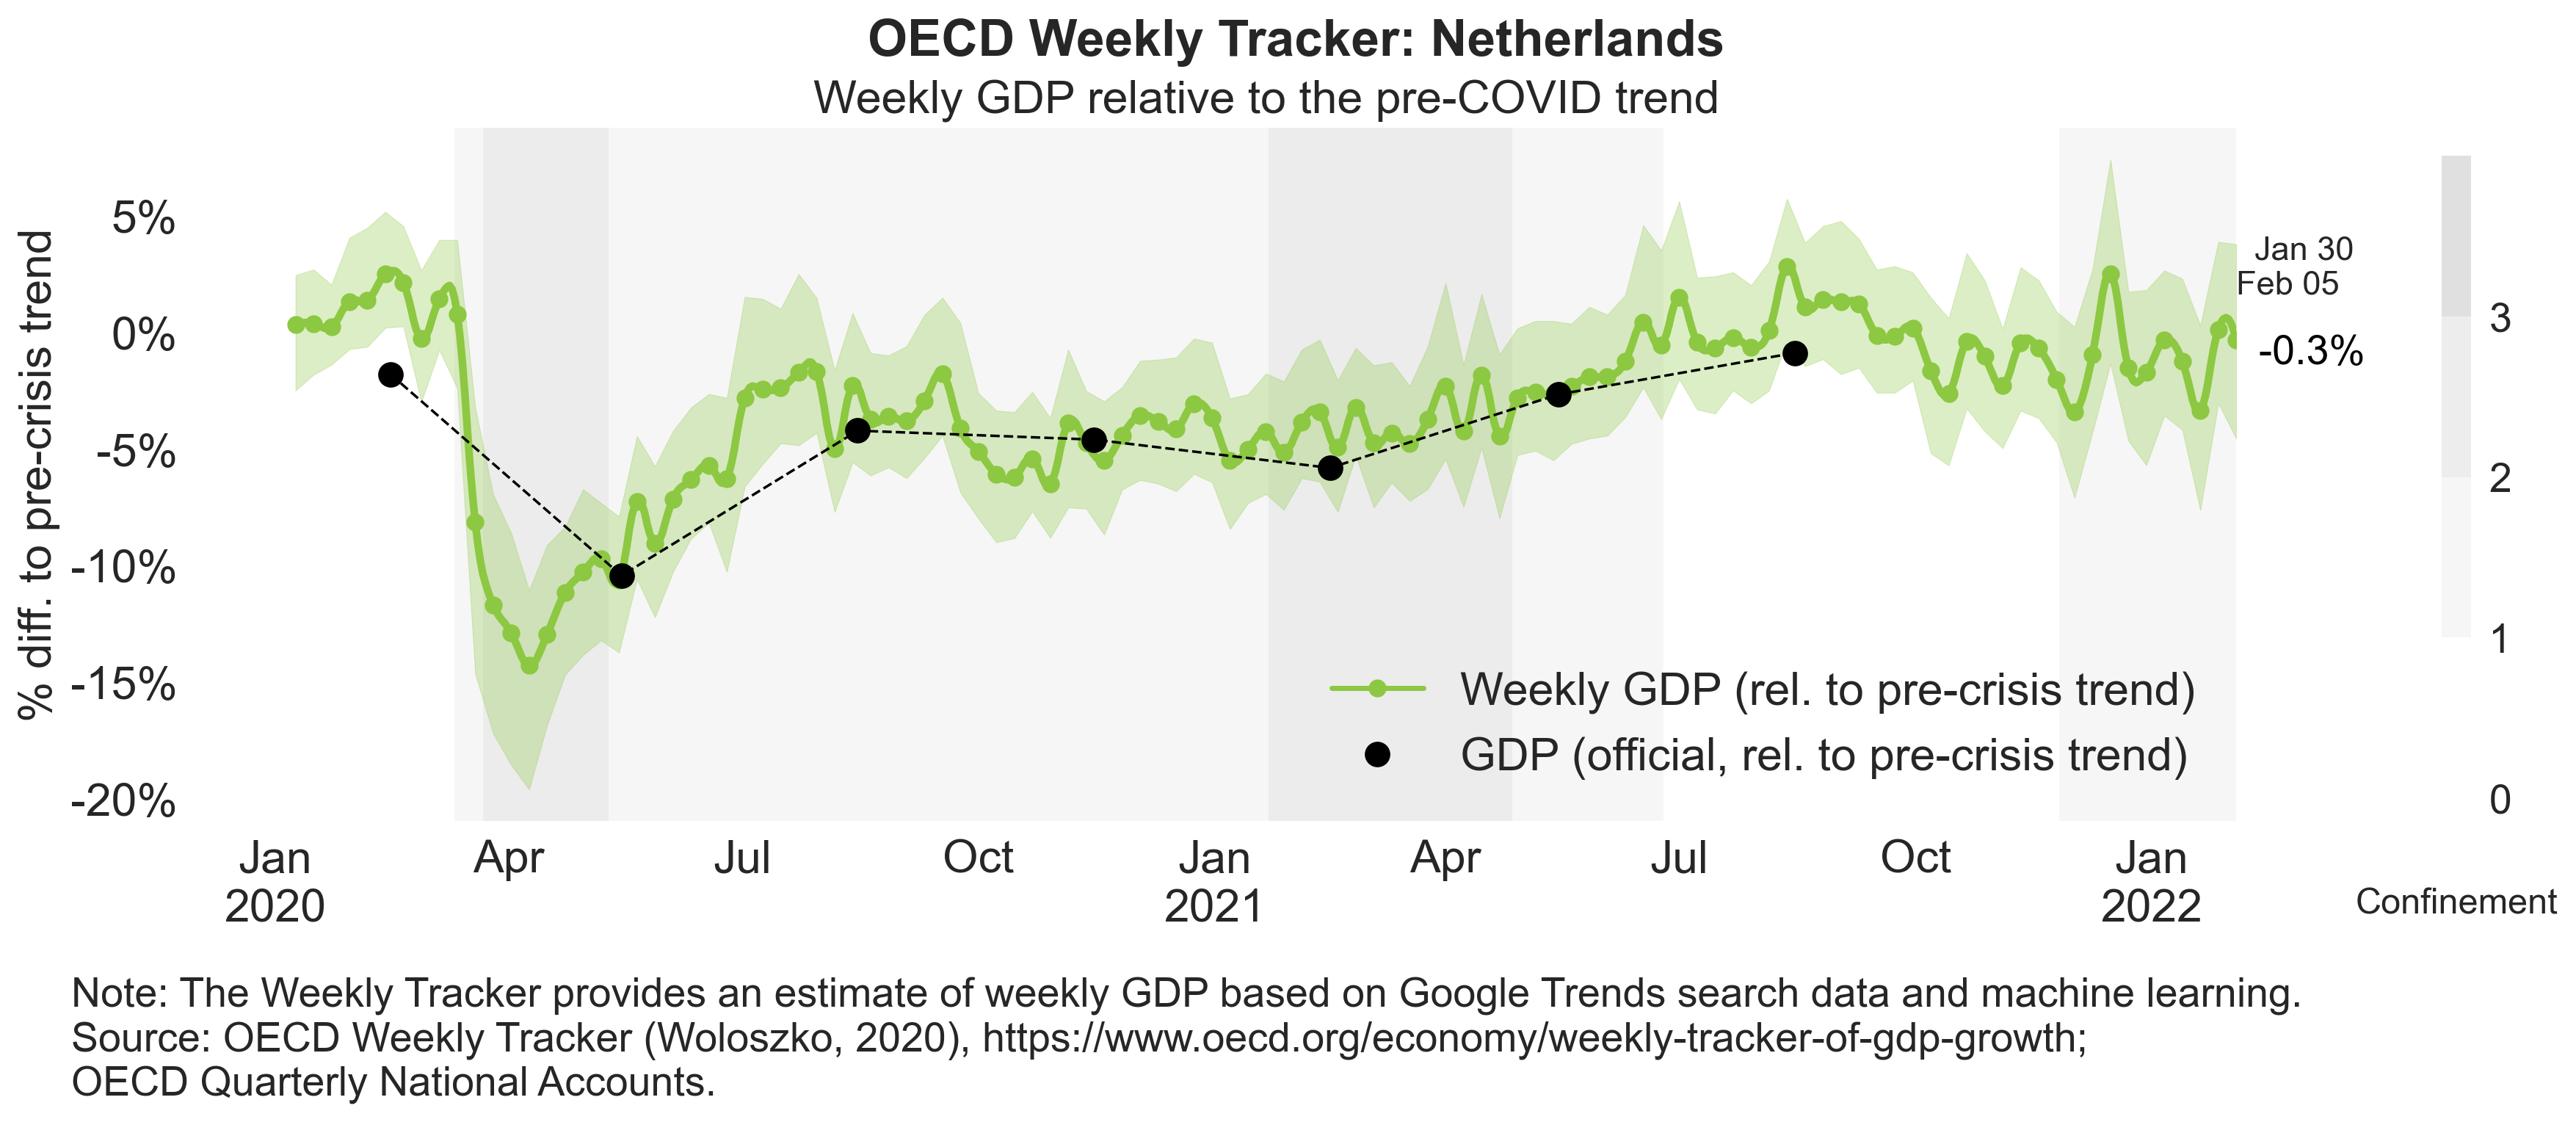 OECD Weekly Tracker: Netherlands
Weekly GDP relative to the pre-COVID trend
% diff. to pre-crisis trend
5%
0%
-5%
-10%
-15%
-20%
Jan 30
Feb 05
-0.3%
3
2
1
0
Confinement
Weekly GDP (rel. to pre-crisis trend)
GDP (official, rel. to pre-crisis trend)
Jan Apr Jul Oct Jan Apr Jul Oct Jan
2020 2021 2022
Note: The Weekly Tracker provides an estimate of weekly GDP based on Google Trends search data and machine learning.
Source: OECD Weekly Tracker (Woloszko, 2020), https://www.oecd.org/economy/weekly-tracker-of-gdp-growth;
OECD Quarterly National Accounts.